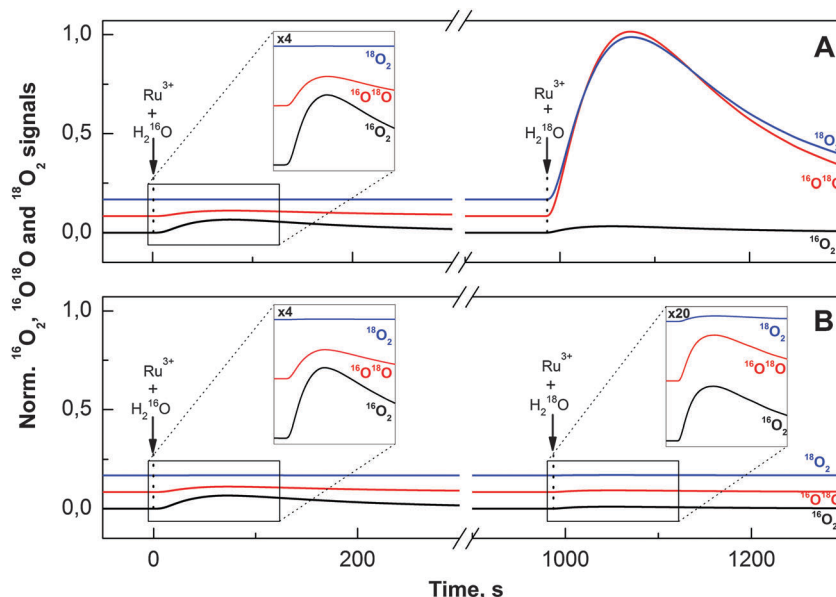 Norm. ¹⁶O₂, ¹⁶O¹⁸O and ¹⁸O₂ signals
1,0
0,5
0,0
A
Ru³⁺
+
H₂¹⁶O
x4
¹⁸O₂
¹⁶O¹⁸O
¹⁶O₂
Ru³⁺
+
H₂¹⁸O
¹⁸O₂
¹⁶O¹⁸O
¹⁶O₂
1,0
0,5
0,0
B
Ru³⁺
+
H₂¹⁶O
x4
¹⁸O₂
¹⁶O¹⁸O
¹⁶O₂
Ru³⁺
+
H₂¹⁸O
x20
¹⁸O₂
¹⁶O¹⁸O
¹⁶O₂
¹⁸O₂
¹⁶O¹⁸O
¹⁶O₂
0 200 1000 1200
Time, s